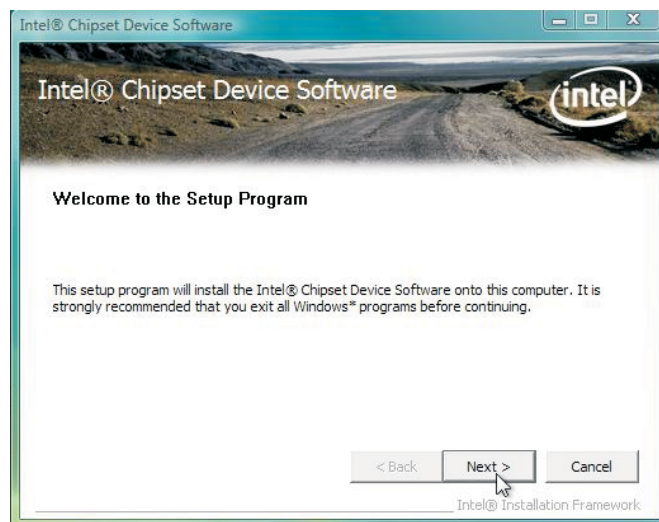 Intel® Chipset Device Software
Intel® Chipset Device Software
intel®
Welcome to the Setup Program
This setup program will install the Intel® Chipset Device Software onto this computer. It is
strongly recommended that you exit all Windows* programs before continuing.
< Back Next > Cancel
Intel® Installation Framework